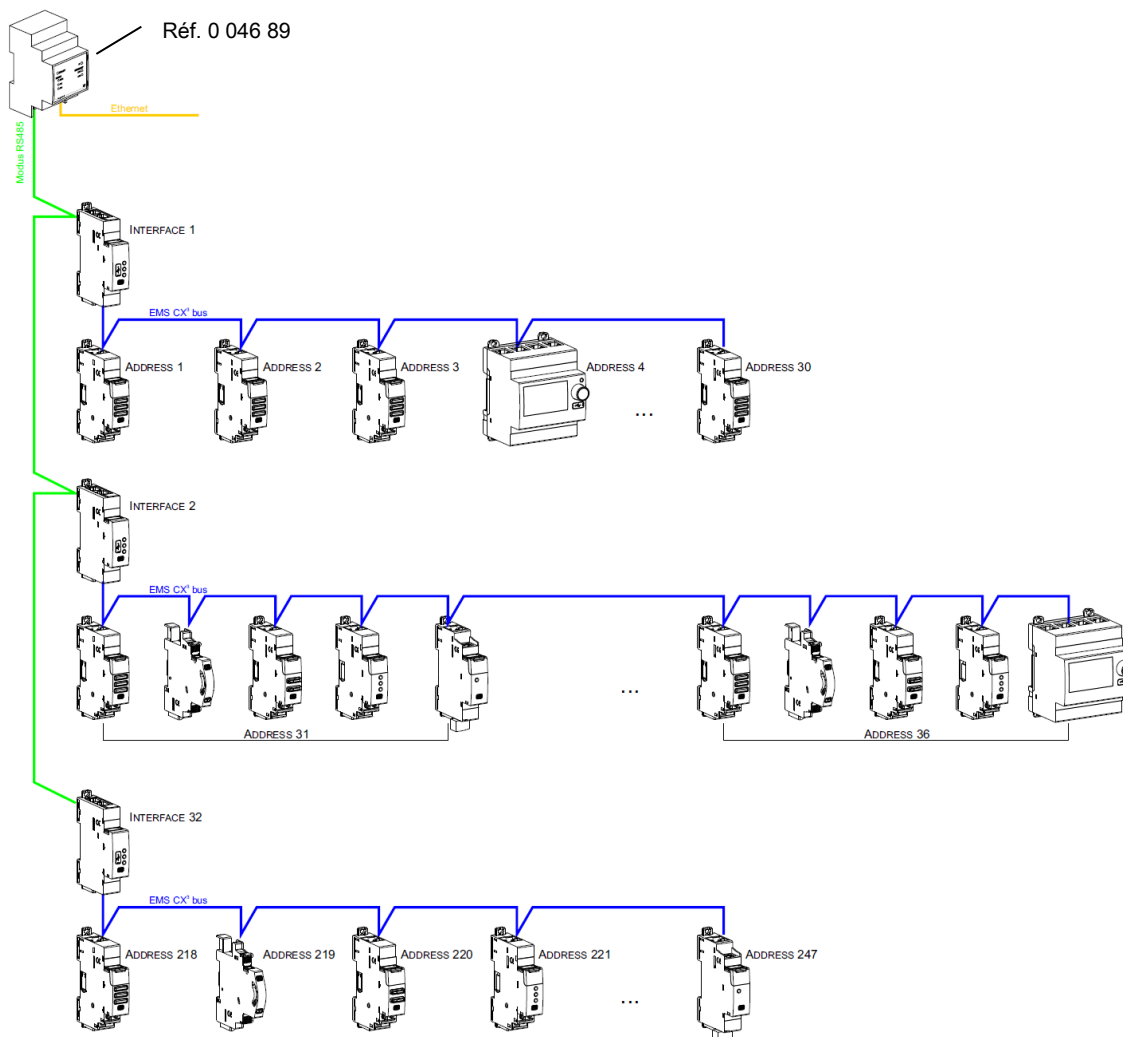 Réf. 0 046 89
Ethernet
Modus RS485
INTERFACE 1
EMS CX³ bus
ADDRESS 1
ADDRESS 2
ADDRESS 3
ADDRESS 4
...
ADDRESS 30
INTERFACE 2
EMS CX³ bus
...
ADDRESS 31
ADDRESS 36
INTERFACE 32
EMS CX³ bus
ADDRESS 218
ADDRESS 219
ADDRESS 220
ADDRESS 221
...
ADDRESS 247